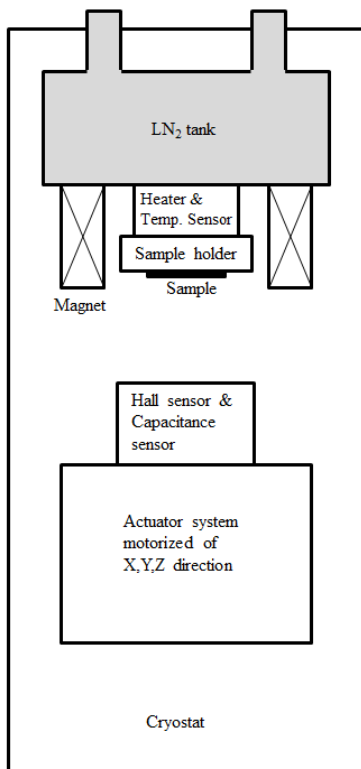 LN₂ tank
Heater &
Temp. Sensor
Sample holder
Sample
Magnet
Hall sensor &
Capacitance
sensor
Actuator system
motorized of
X,Y,Z direction
Cryostat